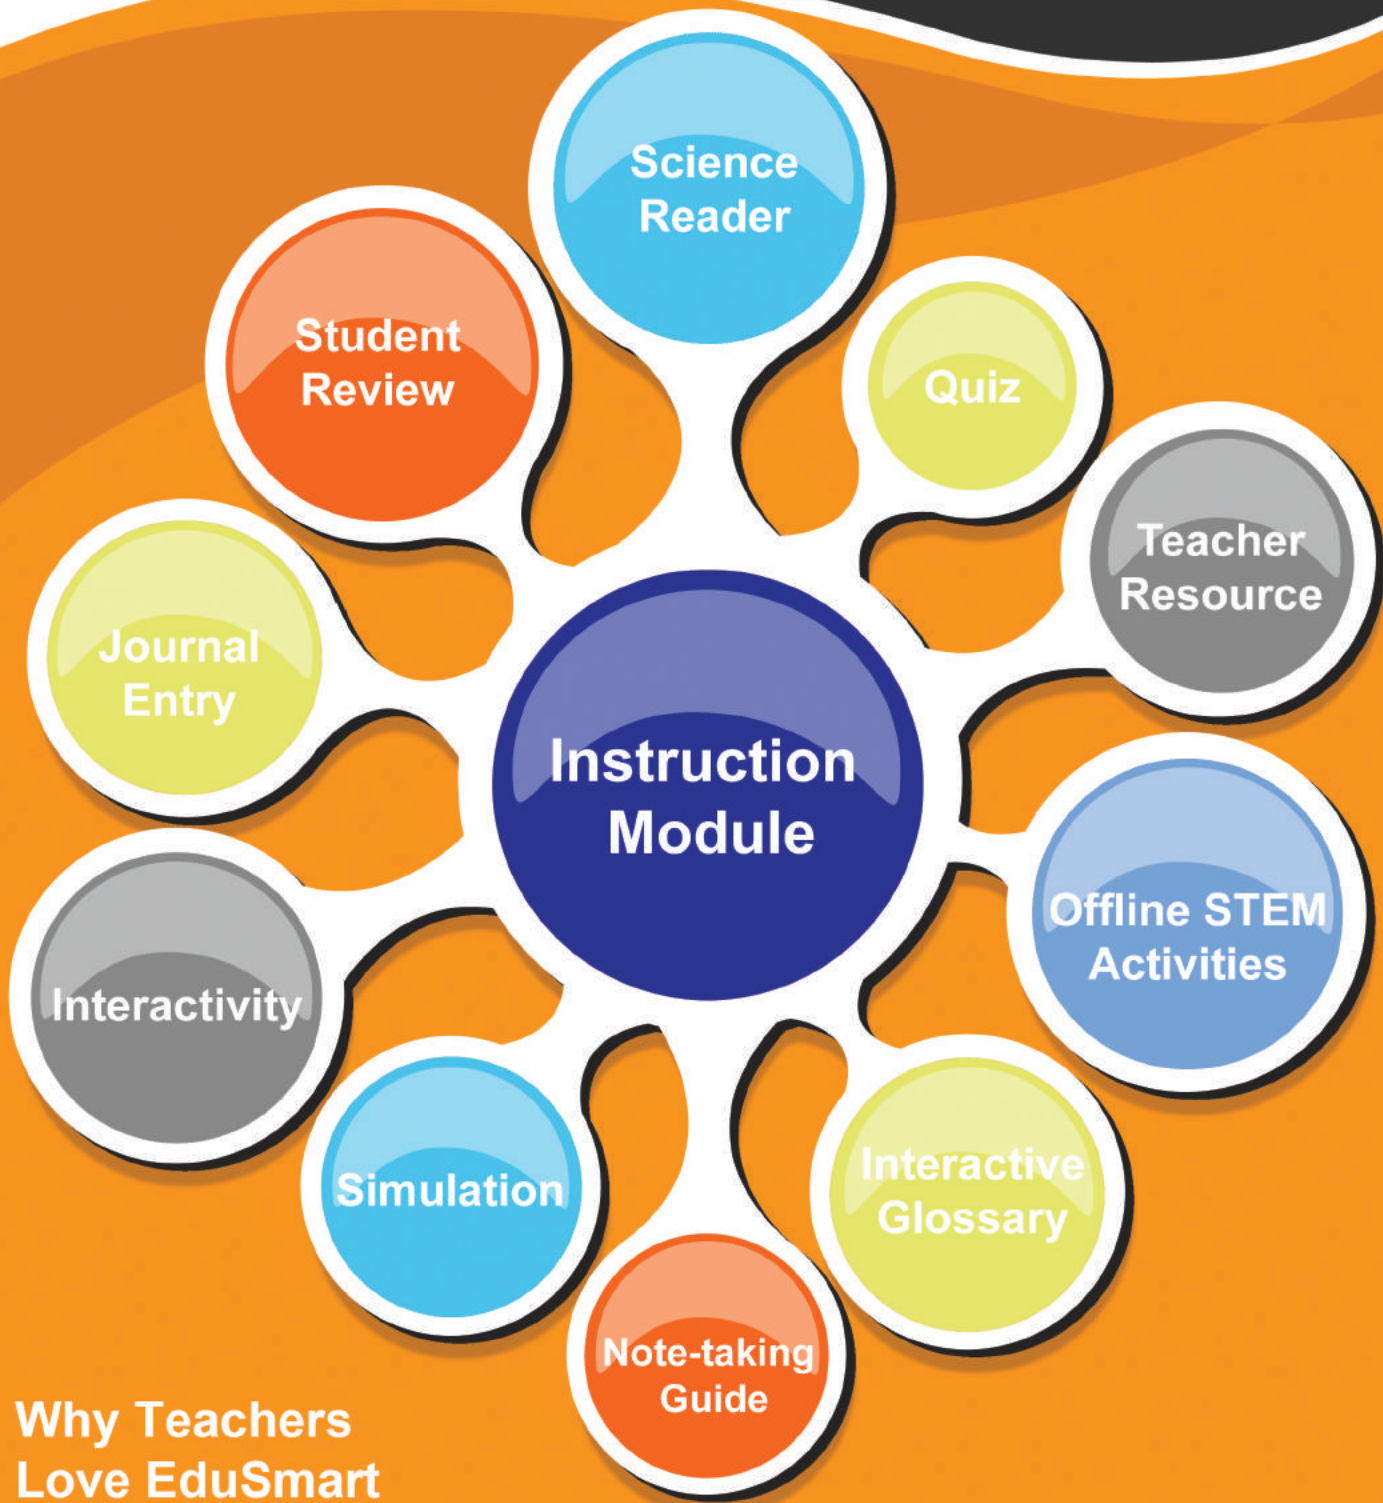 Science
Reader
Student
Review
Quiz
Teacher
Resource
Journal
Entry
Instruction
Module
Offline STEM
Activities
Interactivity
Simulation
Interactive
Glossary
Note-taking
Guide
Why Teachers
Love EduSmart